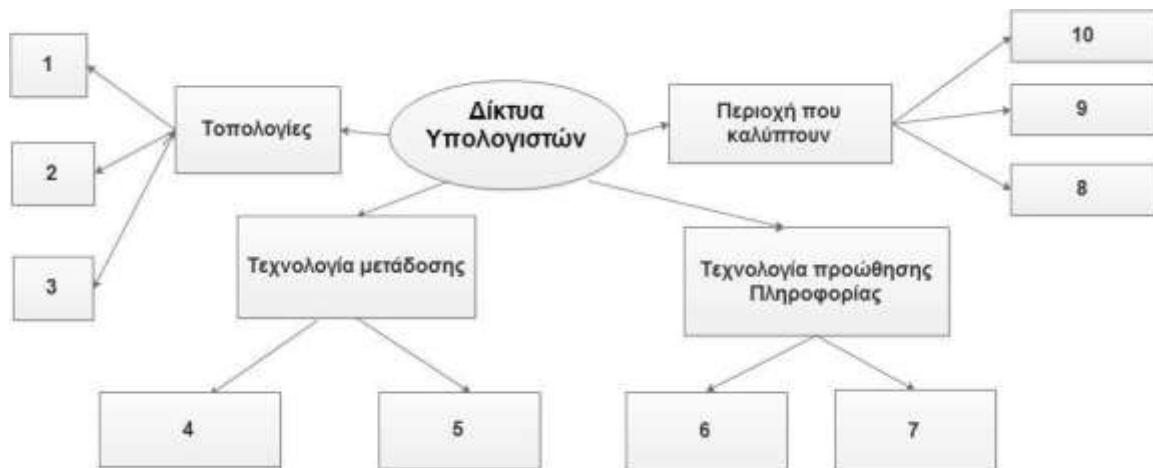 1
2
3
Τοπολογίες
Δίκτυα
Υπολογιστών
Περιοχή που
καλύπτουν
10
9
8
Τεχνολογία μετάδοσης
Τεχνολογία προώθησης
Πληροφορίας
4
5
6
7